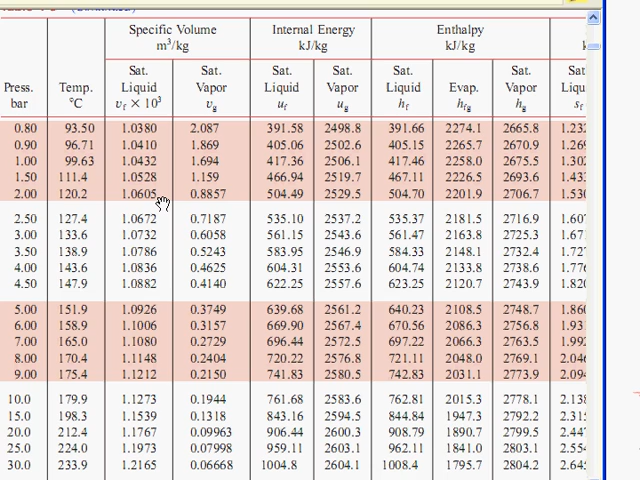 (Continued)
Specific Volume Internal Energy Enthalpy
m³/kg kJ/kg kJ/kg
Sat. Sat. Sat. Sat. Sat. Sat. Sat.
Press. Temp. Liquid Vapor Liquid Vapor Liquid Evap. Vapor
bar °C vf × 10³ vg uf ug hf hfg hg sf
0.80 93.50 1.0380 2.087 391.58 2498.8 391.66 2274.1 2665.8
0.90 96.71 1.0410 1.869 405.06 2502.6 405.15 2265.7 2670.9
1.00 99.63 1.0432 1.694 417.36 2506.1 417.46 2258.0 2675.5
1.50 111.4 1.0528 1.159 466.94 2519.7 467.11 2226.5 2693.6
2.00 120.2 1.0605 0.8857 504.49 2529.5 504.70 2201.9 2706.7
2.50 127.4 1.0672 0.7187 535.10 2537.2 535.37 2181.5 2716.9
3.00 133.6 1.0732 0.6058 561.15 2543.6 561.47 2163.8 2725.3
3.50 138.9 1.0786 0.5243 583.95 2546.9 584.33 2148.1 2732.4
4.00 143.6 1.0836 0.4625 604.31 2553.6 604.74 2133.8 2738.6
4.50 147.9 1.0882 0.4140 622.25 2557.6 623.25 2120.7 2743.9
5.00 151.9 1.0926 0.3749 639.68 2561.2 640.23 2108.5 2748.7
6.00 158.9 1.1006 0.3157 669.90 2567.4 670.56 2086.3 2756.8
7.00 165.0 1.1080 0.2729 696.44 2572.5 697.22 2066.3 2763.5
8.00 170.4 1.1148 0.2404 720.22 2576.8 721.11 2048.0 2769.1
9.00 175.4 1.1212 0.2150 741.83 2580.5 742.83 2031.1 2773.9
10.0 179.9 1.1273 0.1944 761.68 2583.6 762.81 2015.3 2778.1
15.0 198.3 1.1539 0.1318 843.16 2594.5 844.84 1947.3 2792.2
20.0 212.4 1.1767 0.09963 906.44 2600.3 908.79 1890.7 2799.5
25.0 224.0 1.1973 0.07998 959.11 2603.1 962.11 1841.0 2803.1
30.0 233.9 1.2165 0.06668 1004.8 2604.1 1008.4 1795.7 2804.2